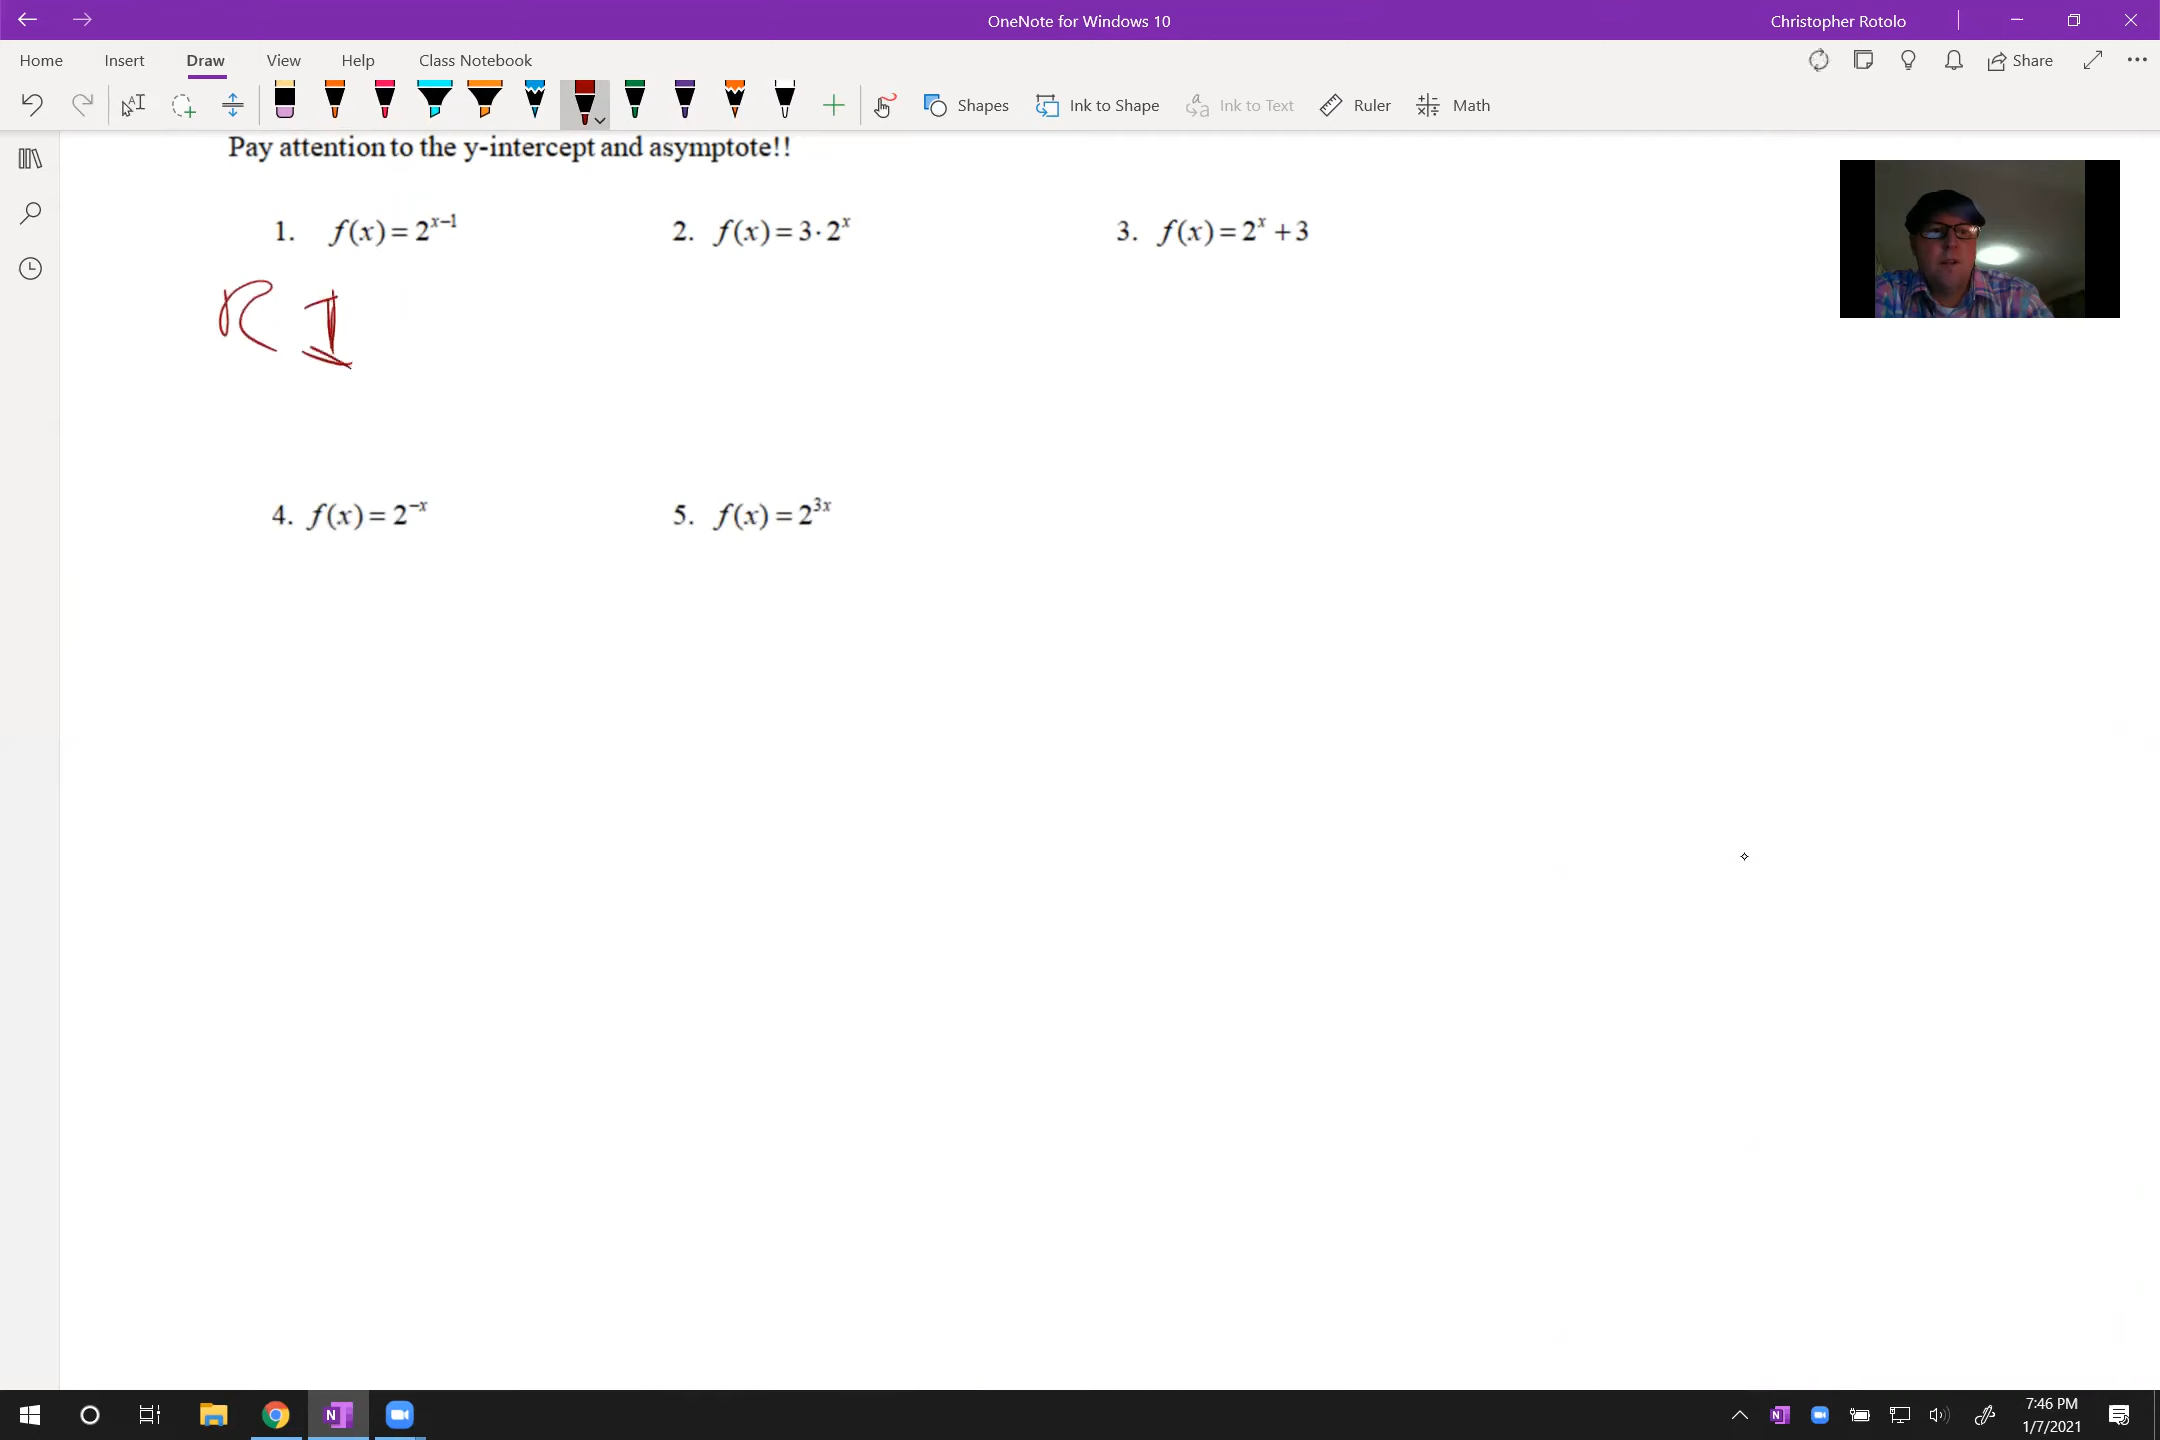 OneNote for Windows 10
Christopher Rotolo
Home Insert Draw View Help Class Notebook
Share
Shapes Ink to Shape Ink to Text Ruler Math
Pay attention to the y-intercept and asymptote!!
1. f(x) = 2^{x-1} 2. f(x) = 3·2^x 3. f(x) = 2^x + 3
R 1
4. f(x) = 2^{-x} 5. f(x) = 2^{3x}
7:46 PM
1/7/2021